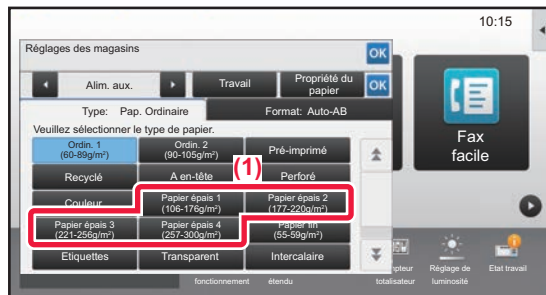 10:15
Réglages des magasins
OK
Alim. aux.
Travail
Propriété du
papier
OK
Type: Pap. Ordinaire
Format: Auto-AB
Veuillez sélectionner le type de papier.
Ordin. 1
(60-89g/m²)
Ordin. 2
(90-105g/m²)
Pré-imprimé
(1)
Recyclé
A en-tête
Perforé
Couleur
Papier épais 1
(106-176g/m²)
Papier épais 2
(177-220g/m²)
Papier épais 3
(221-256g/m²)
Papier épais 4
(257-300g/m²)
Papier fin
(55-59g/m²)
Etiquettes
Transparent
Intercalaire
Fax
facile
fonctionnement
étendu
totalisateur
Réglage de
luminosité
Etat travail